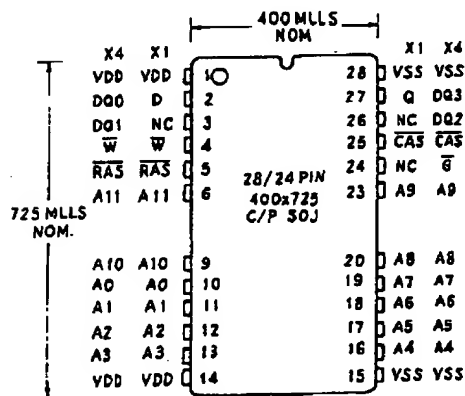 400 MLLS
NOM
X4 X1 X1 X4
VDD VDD 1 28 VSS VSS
DQ0 D 2 27 Q DQ3
DQ1 NC 3 26 NC DQ2
W W 4 25 CAS CAS
RAS RAS 5 24 NC G
A11 A11 6 23 A9 A9
28/24 PIN
400x725
C/P SOJ
725 MLLS
NOM.
A10 A10 9 20 A8 A8
A0 A0 10 19 A7 A7
A1 A1 11 18 A6 A6
A2 A2 12 17 A5 A5
A3 A3 13 16 A4 A4
VDD VDD 14 15 VSS VSS